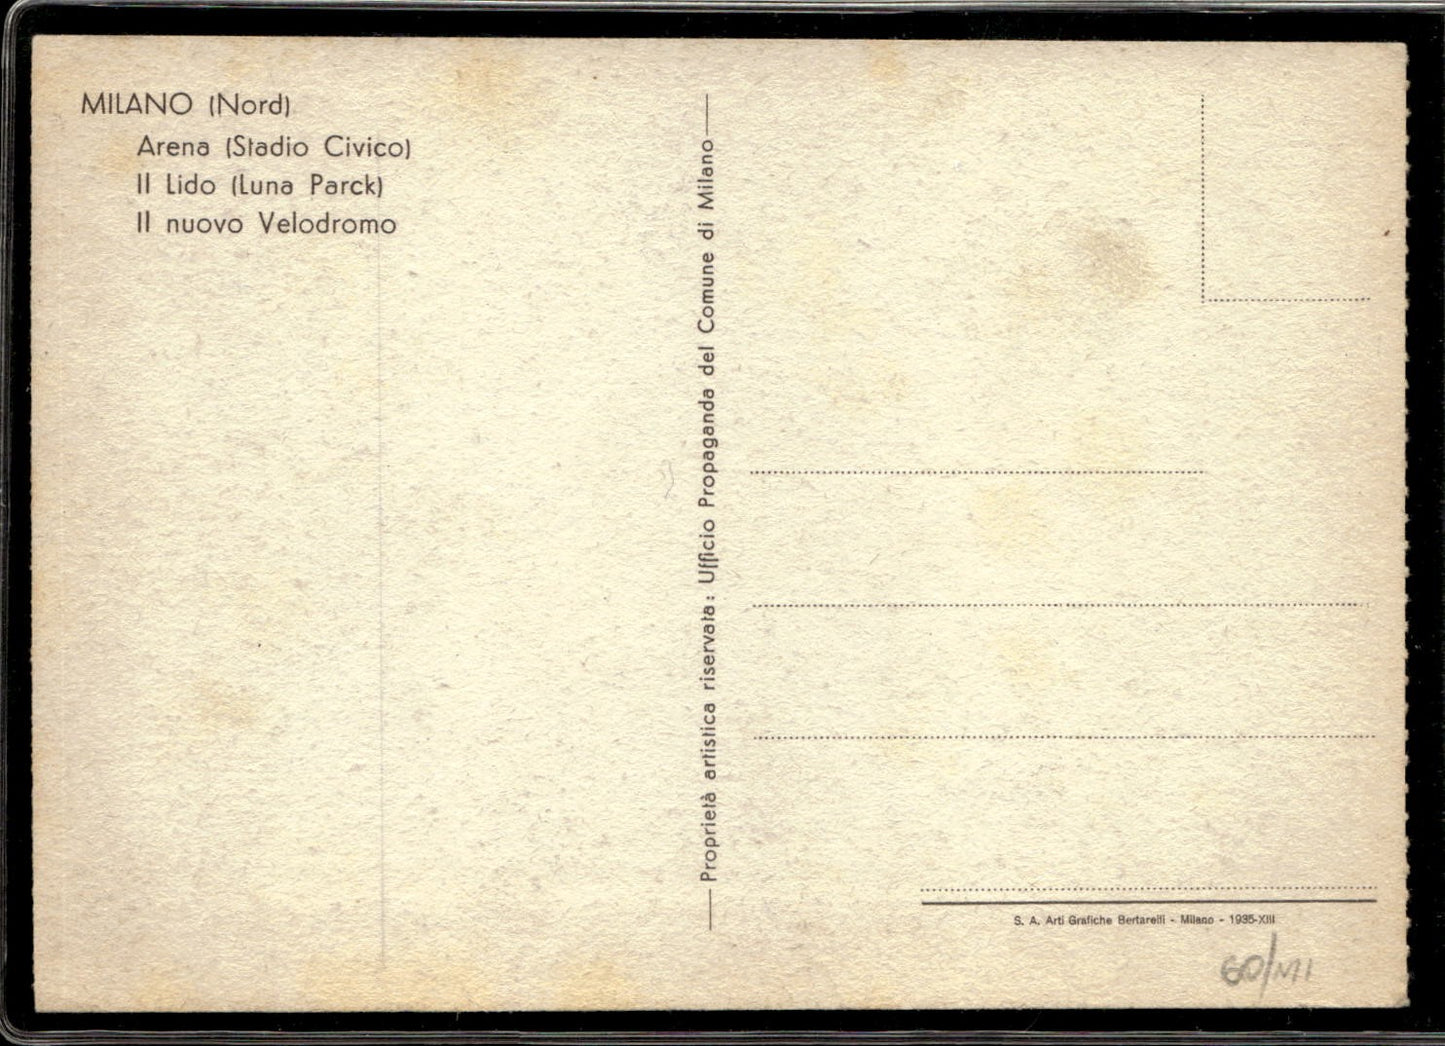 MILANO (Nord)
Arena (Stadio Civico)
Il Lido (Luna Parck)
Il nuovo Velodromo
Proprietà artistica riservata: Ufficio Propaganda del Comune di Milano
S. A. Arti Grafiche Bertarelli - Milano - 1935-XIII
60/MI